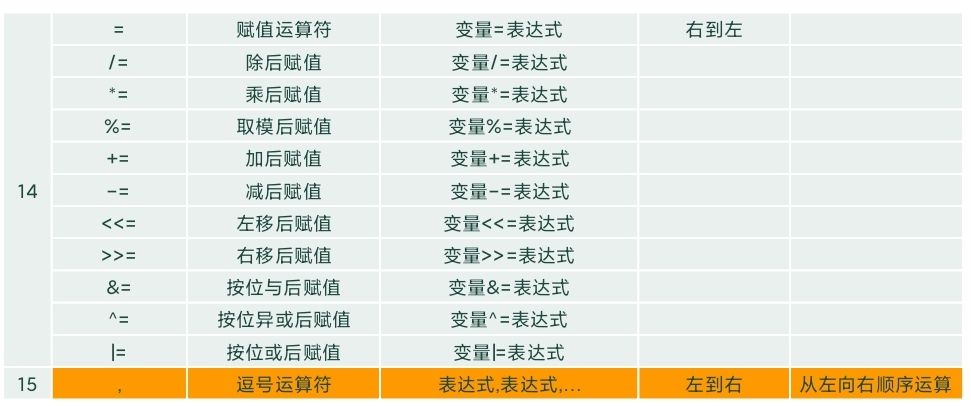 = 赋值运算符 变量=表达式 右到左
/= 除后赋值 变量/=表达式
*= 乘后赋值 变量*=表达式
%= 取模后赋值 变量%=表达式
+= 加后赋值 变量+=表达式
14 -= 减后赋值 变量-=表达式
<<= 左移后赋值 变量<<=表达式
>>= 右移后赋值 变量>>=表达式
&= 按位与后赋值 变量&=表达式
^= 按位异或后赋值 变量^=表达式
|= 按位或后赋值 变量|=表达式
15 , 逗号运算符 表达式,表达式,... 左到右 从左向右顺序运算